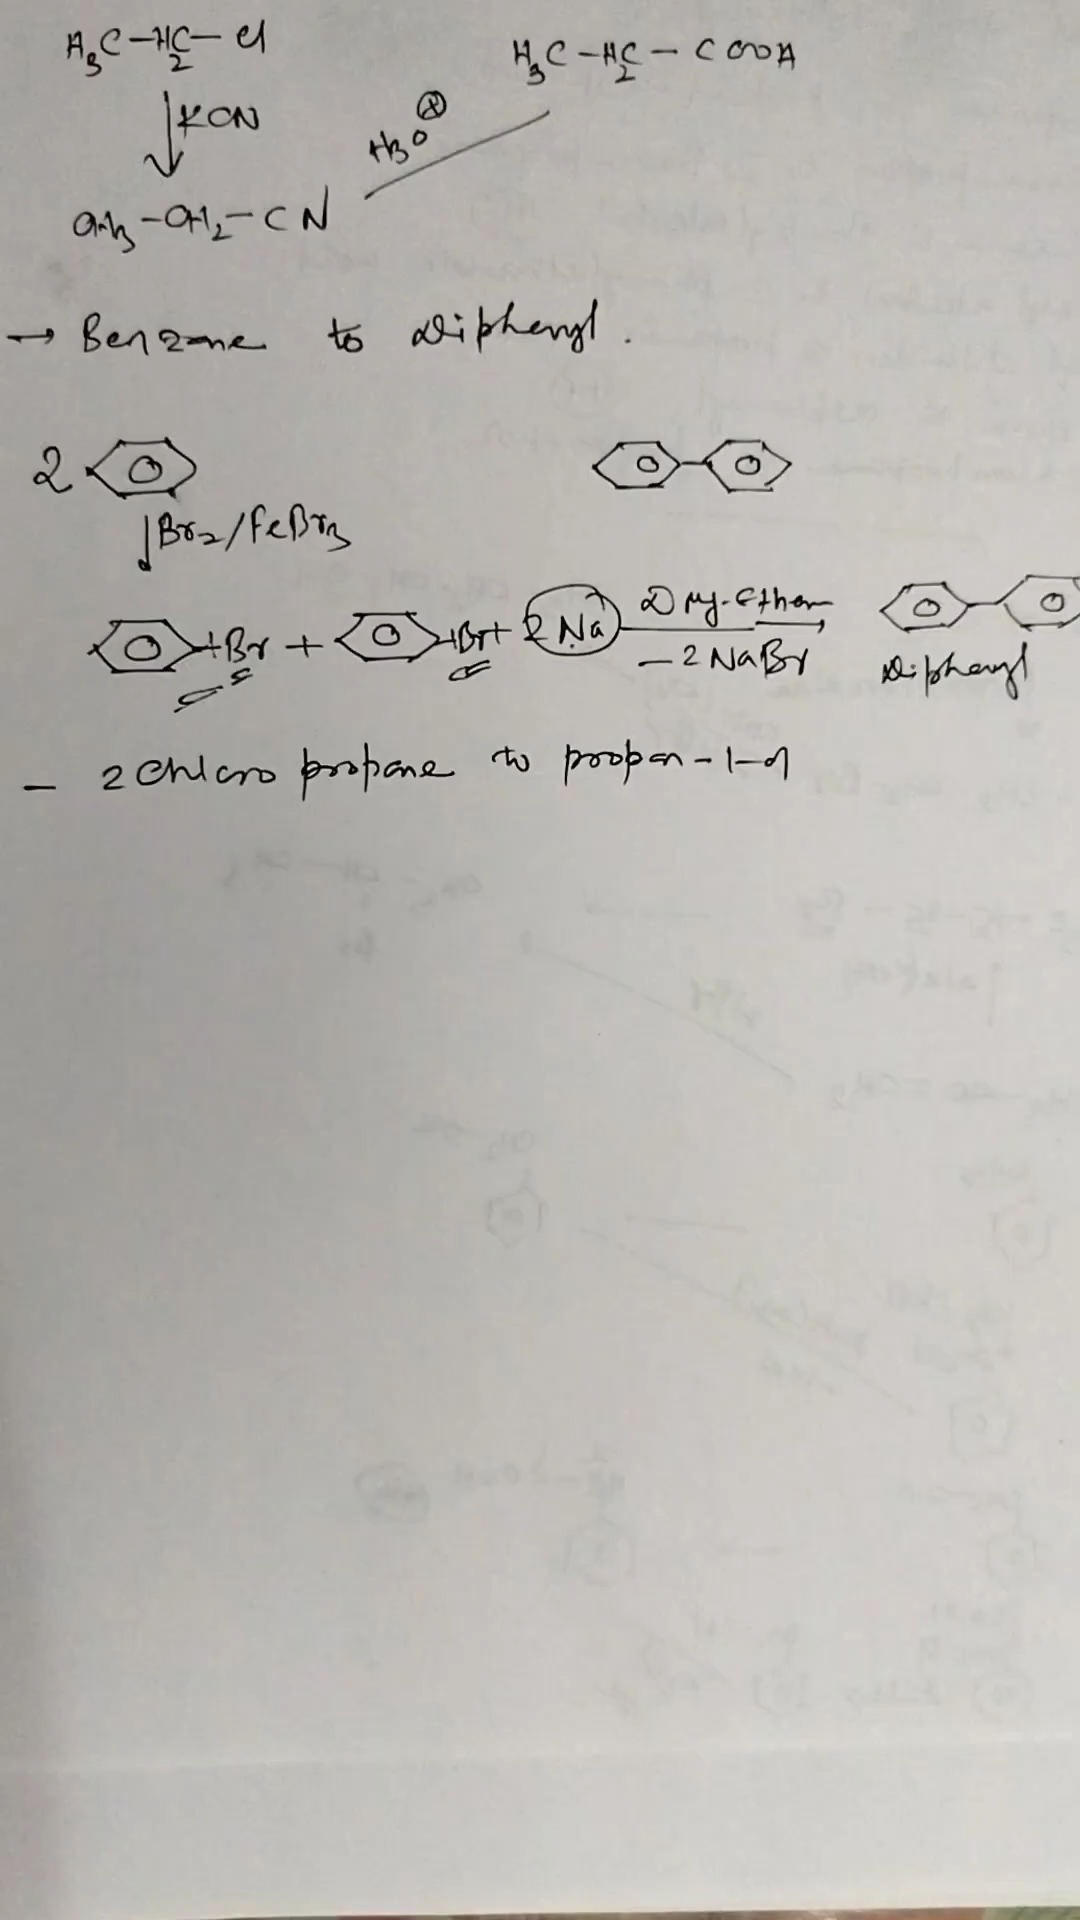 H3C-H2C-Cl
H3C-H2C-COOH
KCN
H3O⊕
CH3-CH2-CN
→ Benzene to Diphenyl.
2
Br2/FeBr3
Br + Br + 2Na Dry-Ether
-2NaBr
Diphenyl
- 2 Chloro propane to propan-1-ol